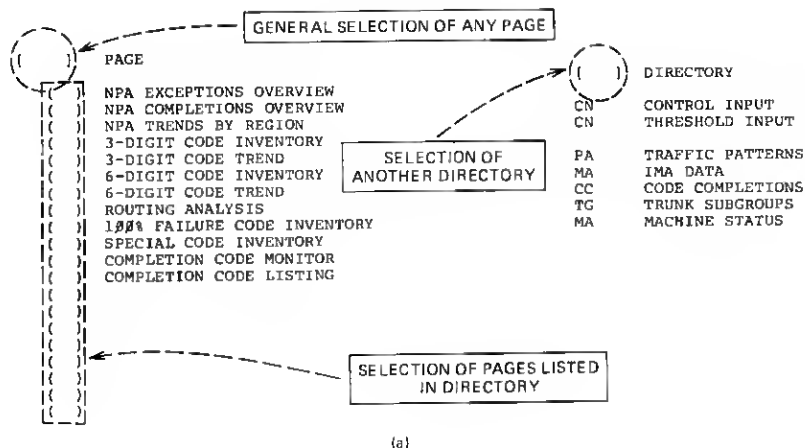 GENERAL SELECTION OF ANY PAGE
( ) PAGE
( ) NPA EXCEPTIONS OVERVIEW
( ) NPA COMPLETIONS OVERVIEW
( ) NPA TRENDS BY REGION
( ) 3-DIGIT CODE INVENTORY
( ) 3-DIGIT CODE TREND
( ) 6-DIGIT CODE INVENTORY
( ) 6-DIGIT CODE TREND
( ) ROUTING ANALYSIS
( ) 100% FAILURE CODE INVENTORY
( ) SPECIAL CODE INVENTORY
( ) COMPLETION CODE MONITOR
( ) COMPLETION CODE LISTING
( ) DIRECTORY
CN CONTROL INPUT
CN THRESHOLD INPUT
PA TRAFFIC PATTERNS
MA IMA DATA
CC CODE COMPLETIONS
TG TRUNK SUBGROUPS
MA MACHINE STATUS
SELECTION OF
ANOTHER DIRECTORY
SELECTION OF PAGES LISTED
IN DIRECTORY
(a)